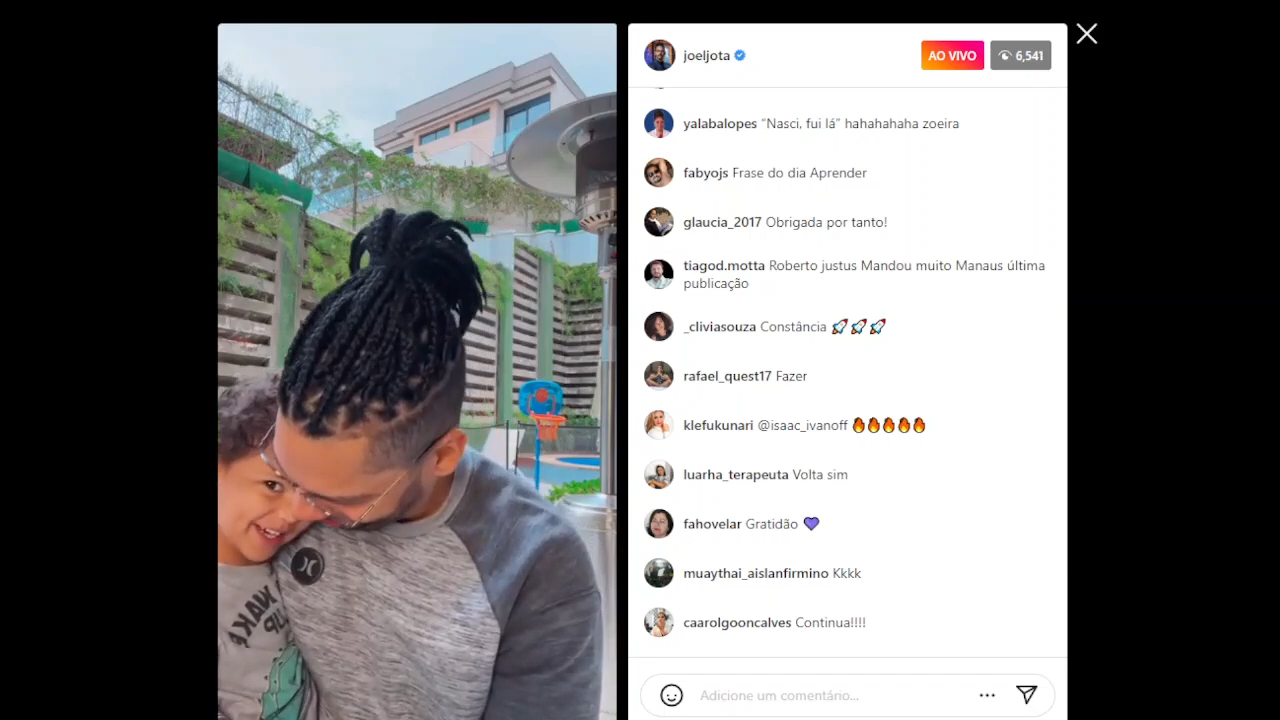 joeljota
AO VIVO
6,541
yalabalopes “Nasci, fui lá” hahahahaha zoeira
fabyojs Frase do dia Aprender
glaucia_2017 Obrigada por tanto!
tiagod.motta Roberto justus Mandou muito Manaus última
publicação
_cliviasouza Constância 🚀🚀🚀
rafael_quest17 Fazer
klefukunari @isaac_ivanoff 🔥🔥🔥🔥🔥
luarha_terapeuta Volta sim
fahovelar Gratidão 💜
muaythai_aislanfirmino Kkkk
caarolgooncalves Continua!!!!
Adicione um comentário...
WAKE
UP